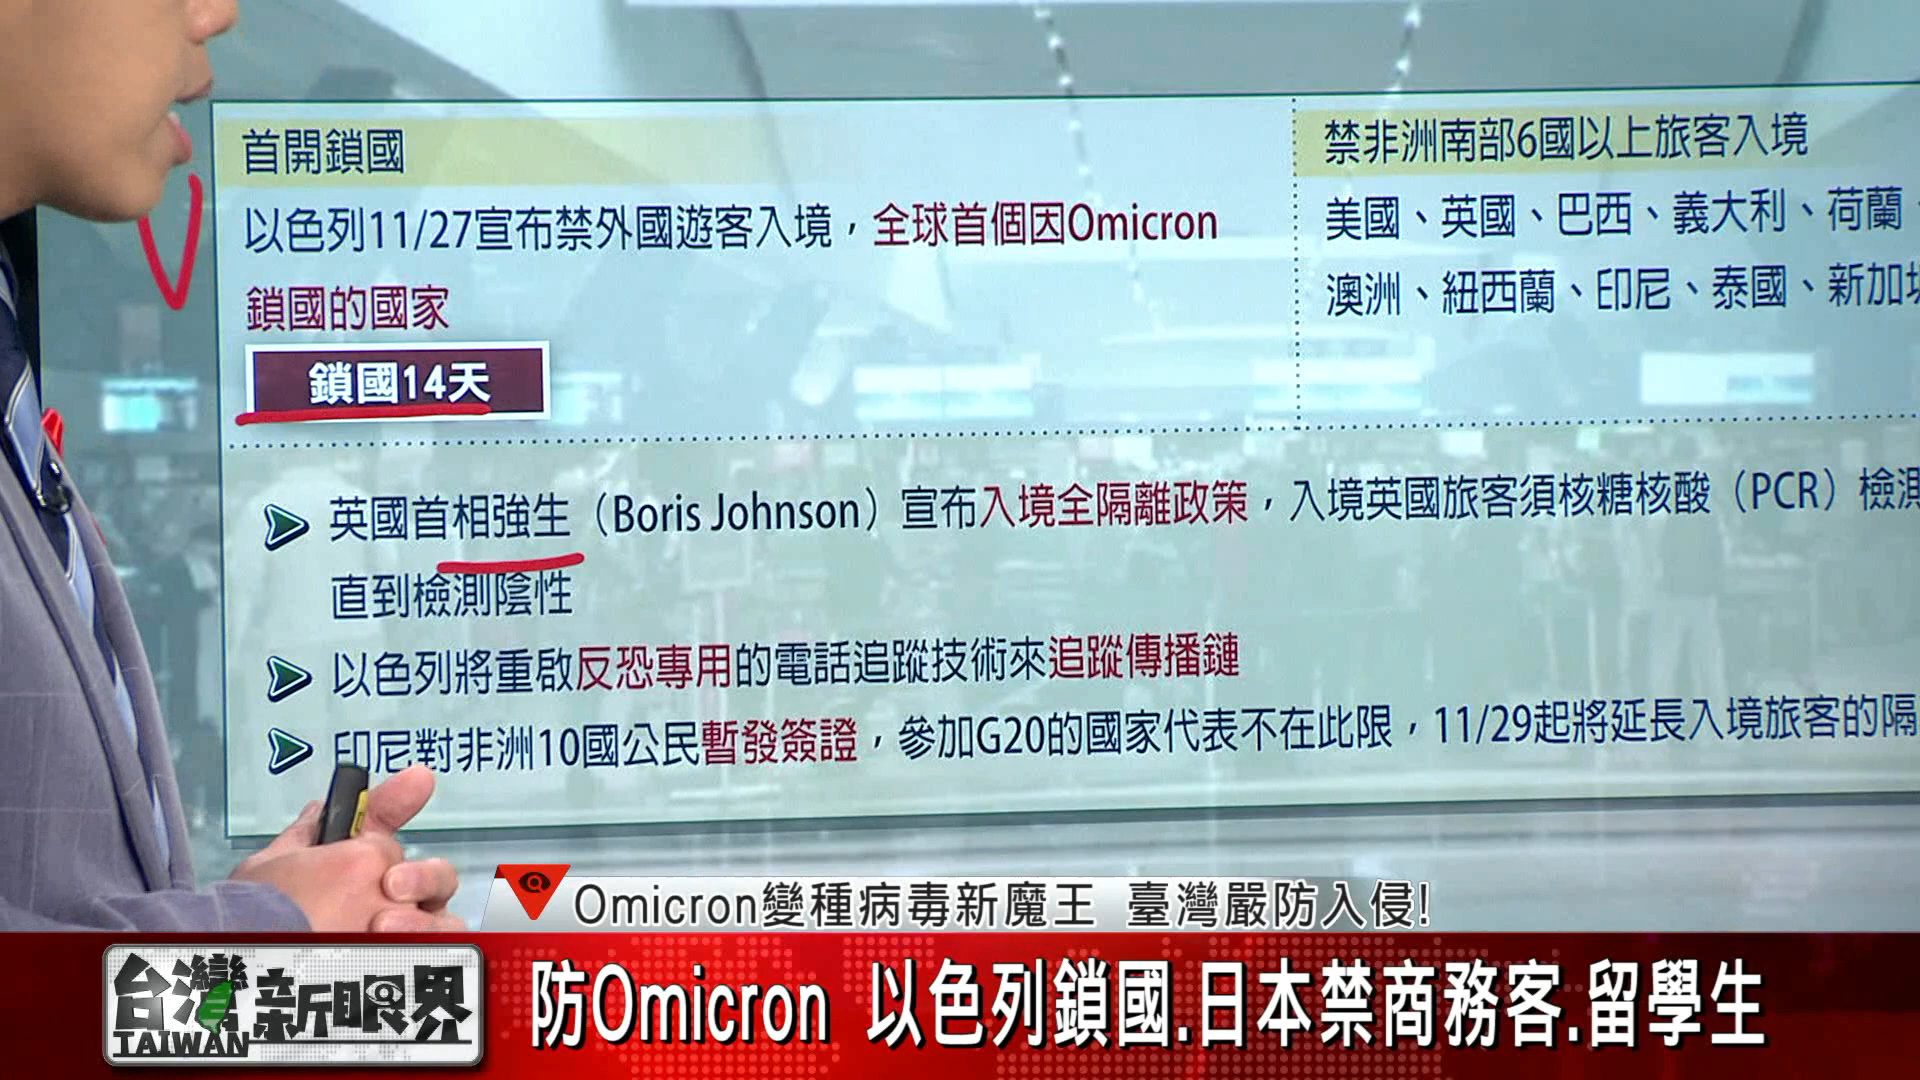 首開鎖國
以色列11/27宣布禁外國遊客入境，全球首個因Omicron
鎖國的國家
鎖國14天
禁非洲南部6國以上旅客入境
美國、英國、巴西、義大利、荷蘭、
澳洲、紐西蘭、印尼、泰國、新加坡
英國首相強生（Boris Johnson）宣布入境全隔離政策，入境英國旅客須核糖核酸（PCR）檢測
直到檢測陰性
以色列將重啟反恐專用的電話追蹤技術來追蹤傳播鏈
印尼對非洲10國公民暫發簽證，參加G20的國家代表不在此限，11/29起將延長入境旅客的隔
Omicron變種病毒新魔王 臺灣嚴防入侵!
台灣新眼界
TAIWAN
防Omicron 以色列鎖國.日本禁商務客.留學生